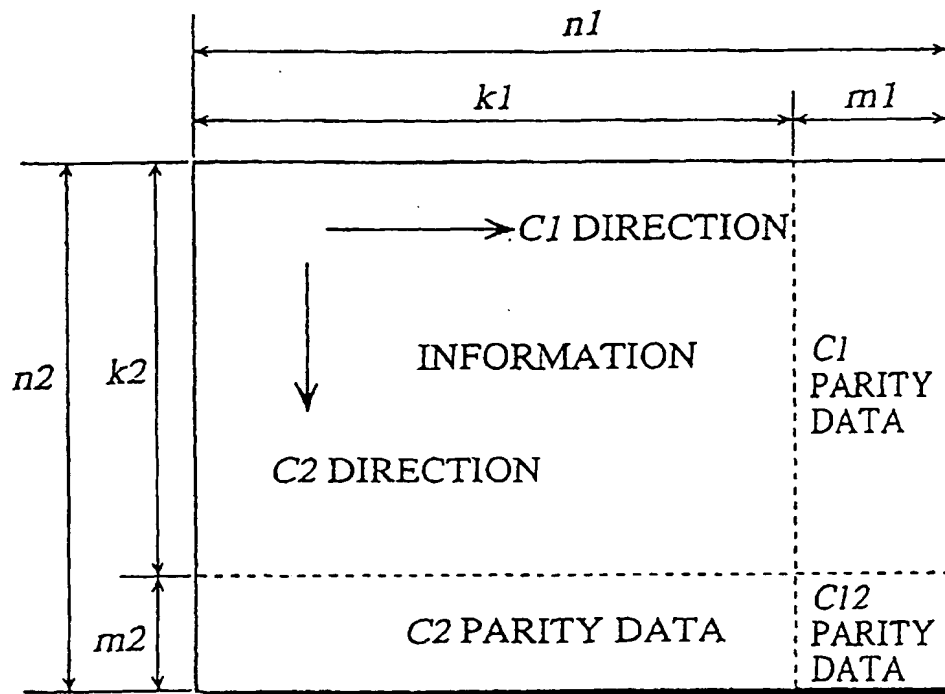 n1
k1
m1
C1 DIRECTION
INFORMATION
C1
PARITY
DATA
n2
k2
C2 DIRECTION
m2
C2 PARITY DATA
C12
PARITY
DATA